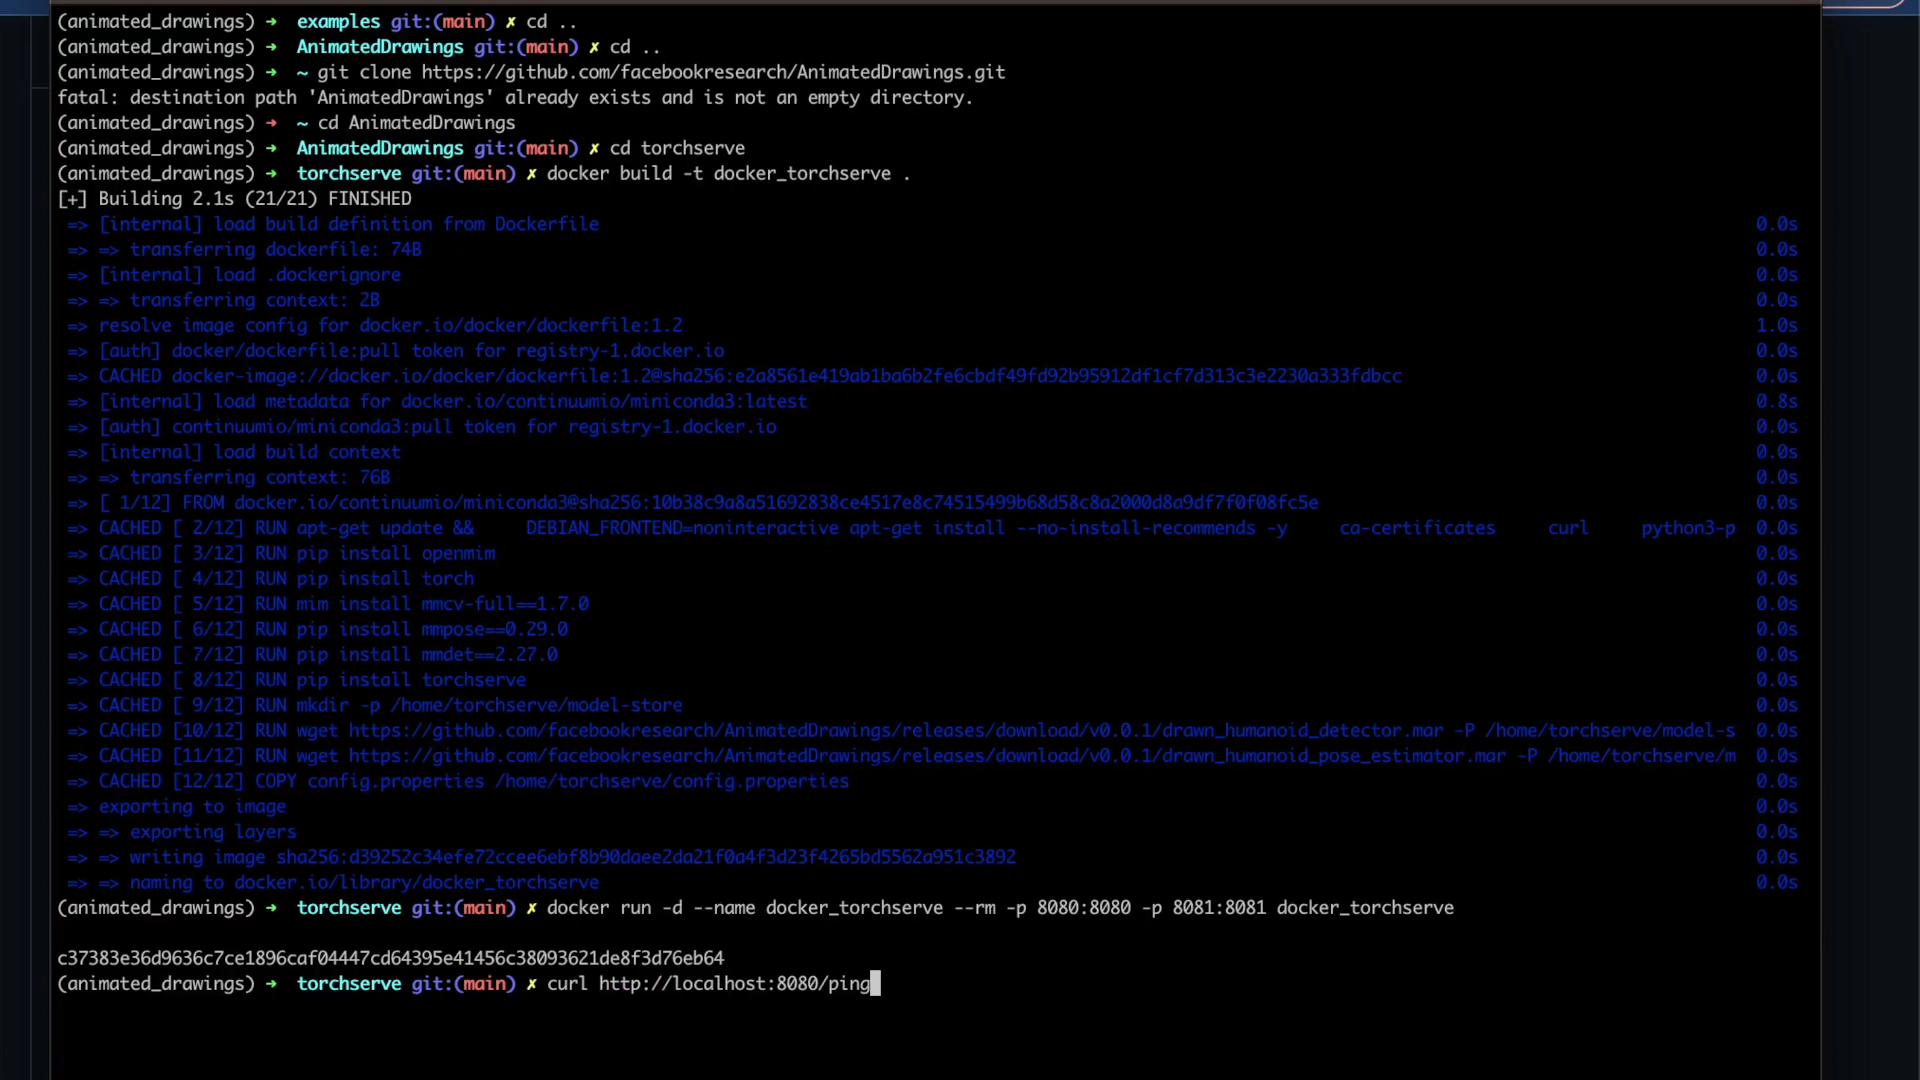 (animated_drawings) ➜ examples git:(main) ✗ cd ..
(animated_drawings) ➜ AnimatedDrawings git:(main) ✗ cd ..
(animated_drawings) ➜ ~ git clone https://github.com/facebookresearch/AnimatedDrawings.git
fatal: destination path 'AnimatedDrawings' already exists and is not an empty directory.
(animated_drawings) ➜ ~ cd AnimatedDrawings
(animated_drawings) ➜ AnimatedDrawings git:(main) ✗ cd torchserve
(animated_drawings) ➜ torchserve git:(main) ✗ docker build -t docker_torchserve .
[+] Building 2.1s (21/21) FINISHED
=> [internal] load build definition from Dockerfile 0.0s
=> => transferring dockerfile: 74B 0.0s
=> [internal] load .dockerignore 0.0s
=> => transferring context: 2B 0.0s
=> resolve image config for docker.io/docker/dockerfile:1.2 1.0s
=> [auth] docker/dockerfile:pull token for registry-1.docker.io 0.0s
=> CACHED docker-image://docker.io/docker/dockerfile:1.2@sha256:e2a8561e419ab1ba6b2fe6cbdf49fd92b95912df1cf7d313c3e2230a333fdbcc 0.0s
=> [internal] load metadata for docker.io/continuumio/miniconda3:latest 0.8s
=> [auth] continuumio/miniconda3:pull token for registry-1.docker.io 0.0s
=> [internal] load build context 0.0s
=> => transferring context: 76B 0.0s
=> [ 1/12] FROM docker.io/continuumio/miniconda3@sha256:10b38c9a8a51692838ce4517e8c74515499b68d58c8a2000d8a9df7f0f08fc5e 0.0s
=> CACHED [ 2/12] RUN apt-get update && DEBIAN_FRONTEND=noninteractive apt-get install --no-install-recommends -y ca-certificates curl python3-p 0.0s
=> CACHED [ 3/12] RUN pip install openmim 0.0s
=> CACHED [ 4/12] RUN pip install torch 0.0s
=> CACHED [ 5/12] RUN mim install mmcv-full==1.7.0 0.0s
=> CACHED [ 6/12] RUN pip install mmpose==0.29.0 0.0s
=> CACHED [ 7/12] RUN pip install mmdet==2.27.0 0.0s
=> CACHED [ 8/12] RUN pip install torchserve 0.0s
=> CACHED [ 9/12] RUN mkdir -p /home/torchserve/model-store 0.0s
=> CACHED [10/12] RUN wget https://github.com/facebookresearch/AnimatedDrawings/releases/download/v0.0.1/drawn_humanoid_detector.mar -P /home/torchserve/model-s 0.0s
=> CACHED [11/12] RUN wget https://github.com/facebookresearch/AnimatedDrawings/releases/download/v0.0.1/drawn_humanoid_pose_estimator.mar -P /home/torchserve/m 0.0s
=> CACHED [12/12] COPY config.properties /home/torchserve/config.properties 0.0s
=> exporting to image 0.0s
=> => exporting layers 0.0s
=> => writing image sha256:d39252c34efe72ccee6ebf8b90daee2da21f0a4f3d23f4265bd5562a951c3892 0.0s
=> => naming to docker.io/library/docker_torchserve 0.0s
(animated_drawings) ➜ torchserve git:(main) ✗ docker run -d --name docker_torchserve --rm -p 8080:8080 -p 8081:8081 docker_torchserve
c37383e36d9636c7ce1896caf04447cd64395e41456c38093621de8f3d76eb64
(animated_drawings) ➜ torchserve git:(main) ✗ curl http://localhost:8080/ping